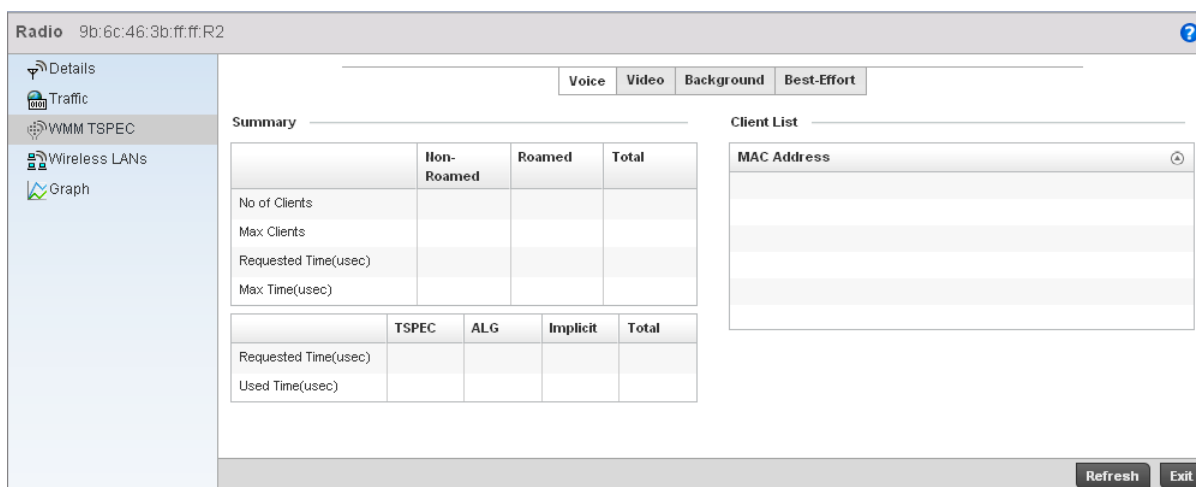 Radio 9b:6c:46:3b:ff:ff:R2
Details
Traffic
WMM TSPEC
Wireless LANs
Graph
Voice Video Background Best-Effort
Summary
Non-Roamed Roamed Total
No of Clients
Max Clients
Requested Time(usec)
Max Time(usec)
TSPEC ALG Implicit Total
Requested Time(usec)
Used Time(usec)
Client List
MAC Address
Refresh Exit